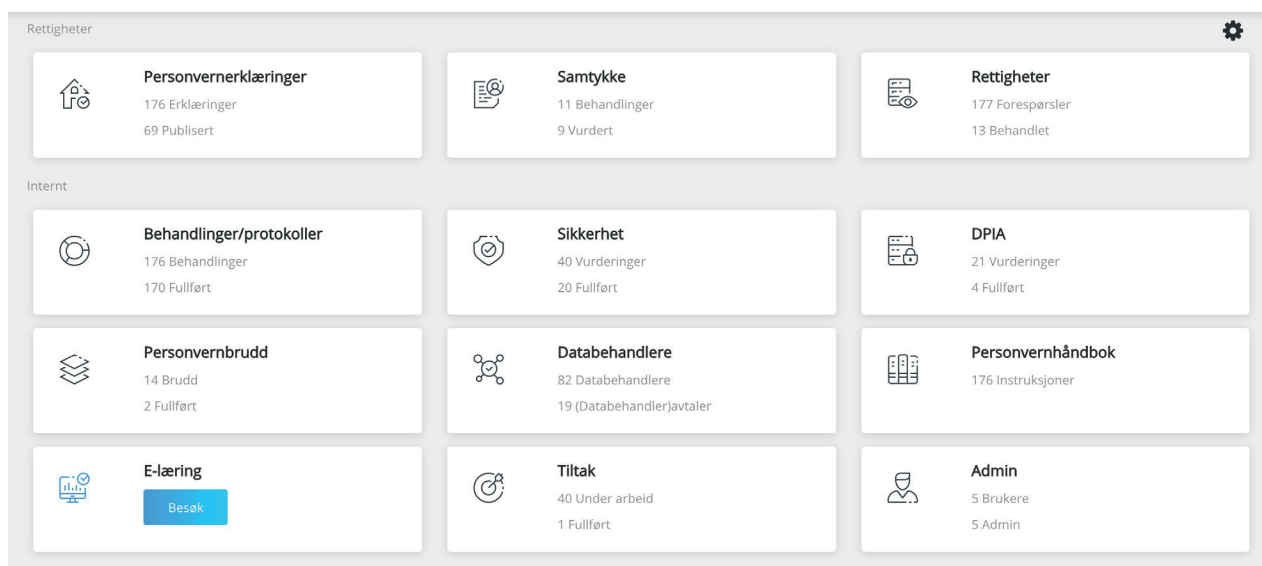 Rettigheter
Personvernerklæringer
176 Erklæringer
69 Publisert
Samtykke
11 Behandlinger
9 Vurdert
Rettigheter
177 Forespørsler
13 Behandlet
Internt
Behandlinger/protokoller
176 Behandlinger
170 Fullført
Sikkerhet
40 Vurderinger
20 Fullført
DPIA
21 Vurderinger
4 Fullført
Personvernbrudd
14 Brudd
2 Fullført
Databehandlere
82 Databehandlere
19 (Databehandler)avtaler
Personvernhåndbok
176 Instruksjoner
E-læring
Besøk
Tiltak
40 Under arbeid
1 Fullført
Admin
5 Brukere
5 Admin